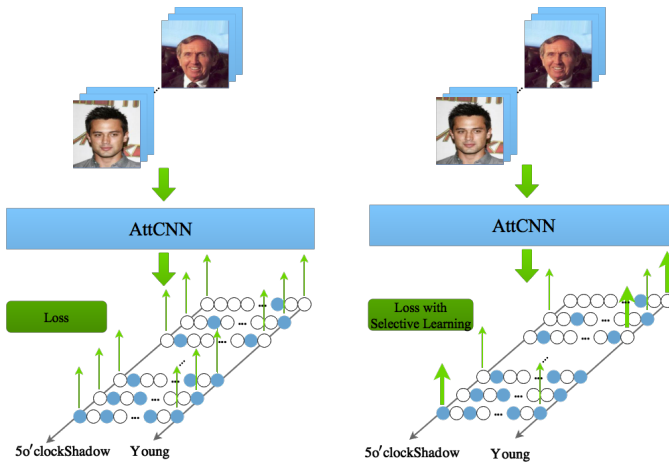 AttCNN
Loss
5o'clockShadow
Young
AttCNN
Loss with
Selective Learning
5o'clockShadow
Young